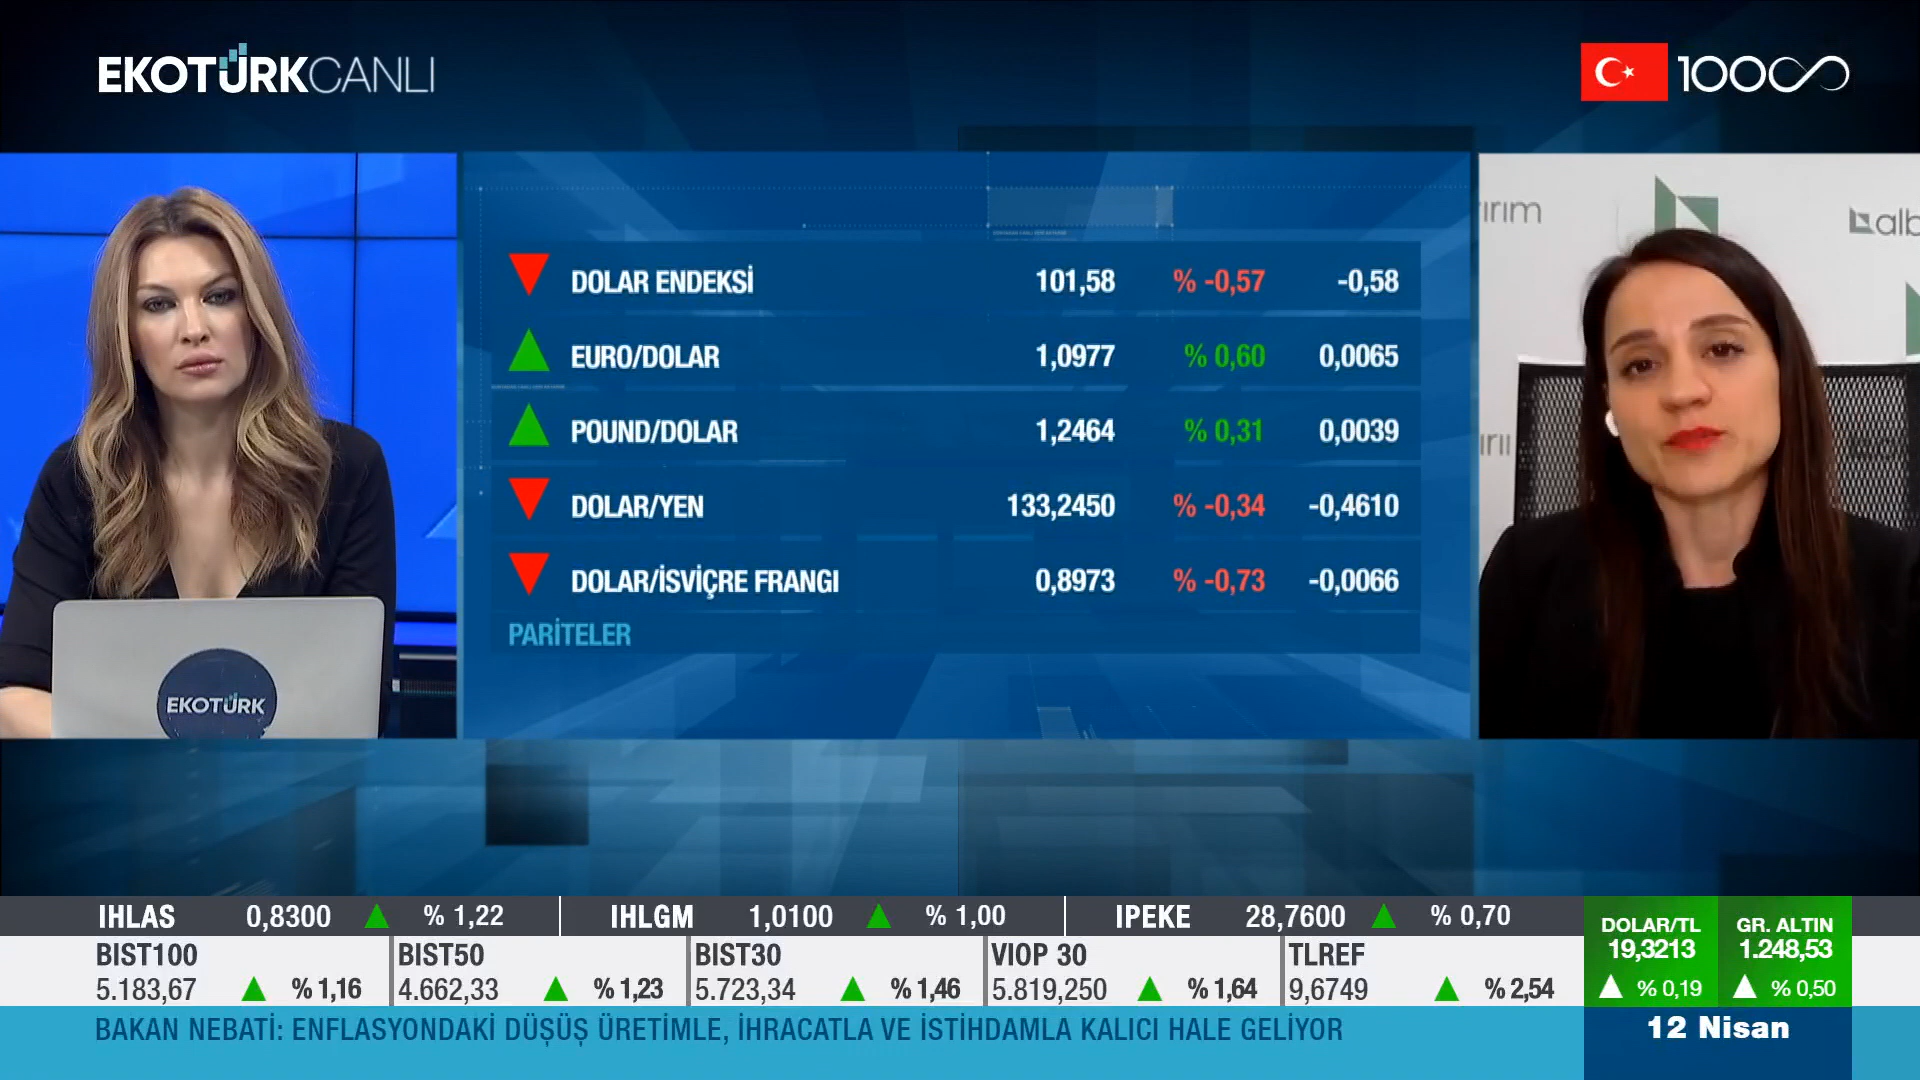 EKOTÜRK CANLI
100
ırım
alb
DOLAR ENDEKSİ 101,58 % -0,57 -0,58
EURO/DOLAR 1,0977 % 0,60 0,0065
POUND/DOLAR 1,2464 % 0,31 0,0039
DOLAR/YEN 133,2450 % -0,34 -0,4610
DOLAR/İSVİÇRE FRANGI 0,8973 % -0,73 -0,0066
PARİTELER
EKOTÜRK
IHLAS 0,8300 % 1,22 IHLGM 1,0100 % 1,00 IPEKE 28,7600 % 0,70
BIST100 BIST50 BIST30 VIOP 30 TLREF
5.183,67 % 1,16 4.662,33 % 1,23 5.723,34 % 1,46 5.819,250 % 1,64 9,6749 % 2,54
DOLAR/TL GR. ALTIN
19,3213 1.248,53
% 0,19 % 0,50
BAKAN NEBATİ: ENFLASYONDAKİ DÜŞÜŞ ÜRETİMLE, İHRACATLA VE İSTİHDAMLA KALICI HALE GELİYOR
12 Nisan